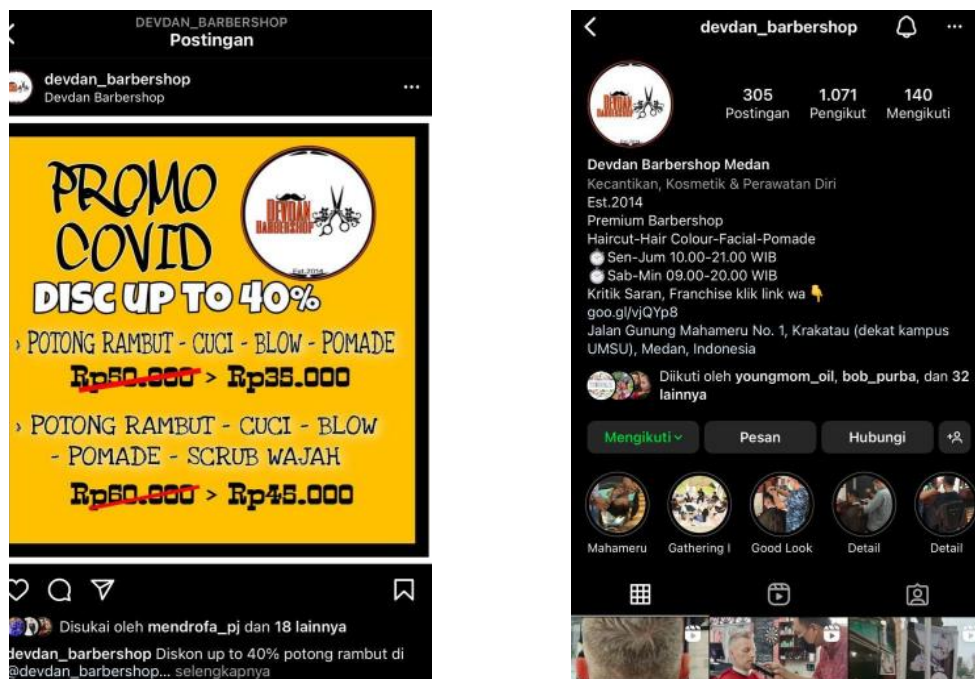 DEVDAN_BARBERSHOP
Postingan
devdan_barbershop
Devdan Barbershop
PROMO
COVID
DEVDAN
BARBERSHOP
Est.2014
DISC UP TO 40%
› POTONG RAMBUT - CUCI - BLOW - POMADE
Rp50.000 > Rp35.000
› POTONG RAMBUT - CUCI - BLOW
- POMADE - SCRUB WAJAH
Rp60.000 > Rp45.000
Disukai oleh mendrofa_pj dan 18 lainnya
devdan_barbershop Diskon up to 40% potong rambut di
@devdan_barbershop... selengkapnya
devdan_barbershop
DEVDAN
BARBERSHOP
305 1.071 140
Postingan Pengikut Mengikuti
Devdan Barbershop Medan
Kecantikan, Kosmetik & Perawatan Diri
Est.2014
Premium Barbershop
Haircut-Hair Colour-Facial-Pomade
Sen-Jum 10.00-21.00 WIB
Sab-Min 09.00-20.00 WIB
Kritik Saran, Franchise klik link wa 👇
goo.gl/vjQYp8
Jalan Gunung Mahameru No. 1, Krakatau (dekat kampus
UMSU), Medan, Indonesia
Diikuti oleh youngmom_oil, bob_purba, dan 32
lainnya
Mengikuti Pesan Hubungi
Mahameru Gathering I Good Look Detail Detail